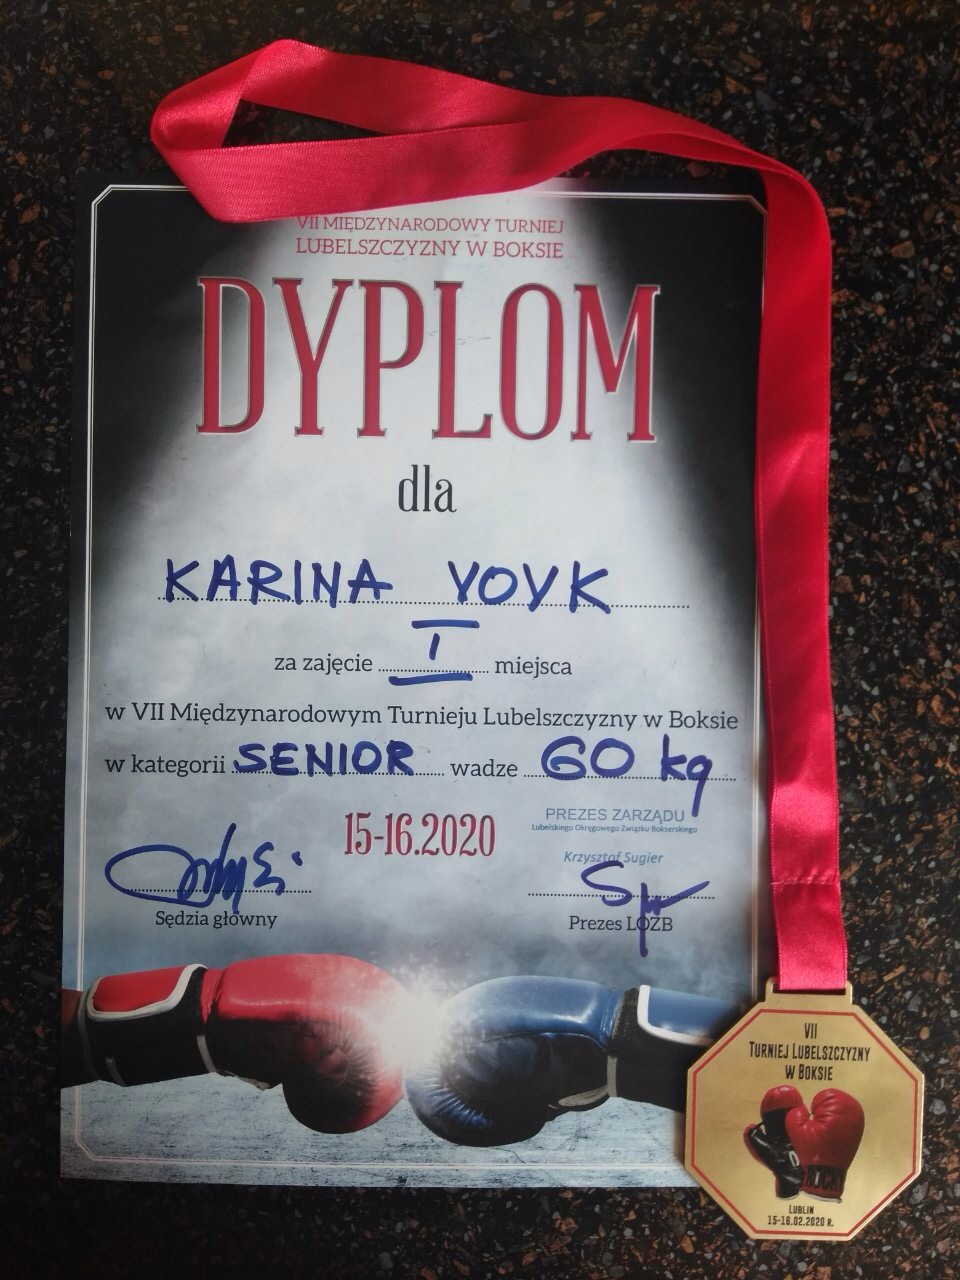 VII MIĘDZYNARODOWY TURNIEJ
LUBELSZCZYZNY W BOKSIE
DYPLOM
dla
KARINA YOYK
za zajęcie I miejsca
w VII Międzynarodowym Turnieju Lubelszczyzny w Boksie
w kategorii SENIOR wadze 60 kg
15-16.2020
PREZES ZARZĄDU
Lubelskiego Okręgowego Związku Bokserskiego
Krzysztof Sugier
Sędzia główny
Prezes LOZB
VII
TURNIEJ LUBELSZCZYZNY
W BOKSIE
LUBLIN
15-16.02.2020 R.